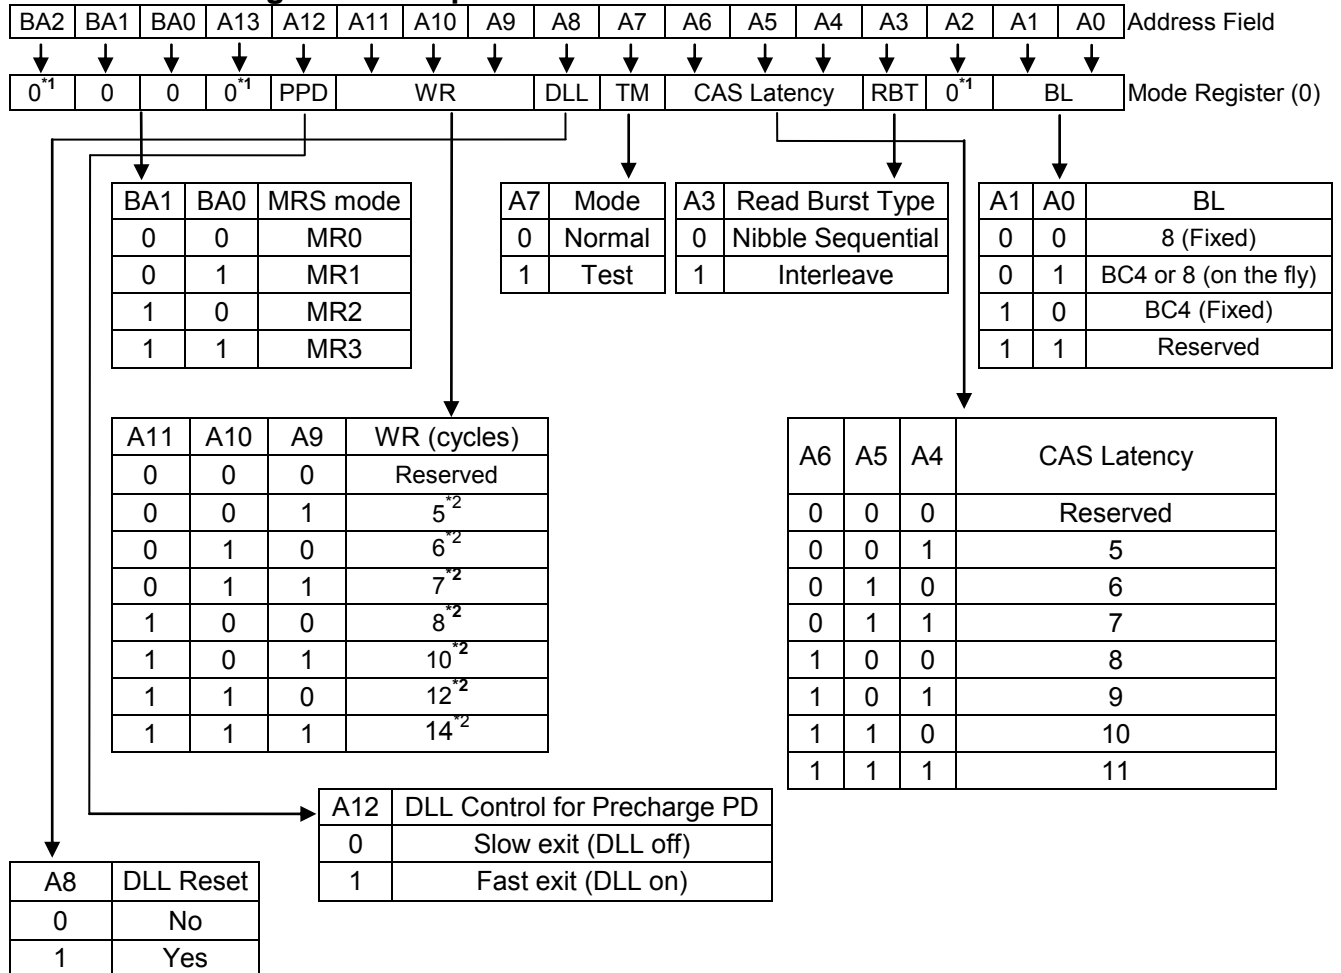 BA2 BA1 BA0 A13 A12 A11 A10 A9 A8 A7 A6 A5 A4 A3 A2 A1 A0 Address Field
0*1 0 0 0*1 PPD WR DLL TM CAS Latency RBT 0*1 BL Mode Register (0)
BA1 BA0 MRS mode
0 0 MR0
0 1 MR1
1 0 MR2
1 1 MR3
A7 Mode
0 Normal
1 Test
A3 Read Burst Type
0 Nibble Sequential
1 Interleave
A1 A0 BL
0 0 8 (Fixed)
0 1 BC4 or 8 (on the fly)
1 0 BC4 (Fixed)
1 1 Reserved
A11 A10 A9 WR (cycles)
0 0 0 Reserved
0 0 1 5*2
0 1 0 6*2
0 1 1 7*2
1 0 0 8*2
1 0 1 10*2
1 1 0 12*2
1 1 1 14*2
A6 A5 A4 CAS Latency
0 0 0 Reserved
0 0 1 5
0 1 0 6
0 1 1 7
1 0 0 8
1 0 1 9
1 1 0 10
1 1 1 11
A12 DLL Control for Precharge PD
0 Slow exit (DLL off)
1 Fast exit (DLL on)
A8 DLL Reset
0 No
1 Yes